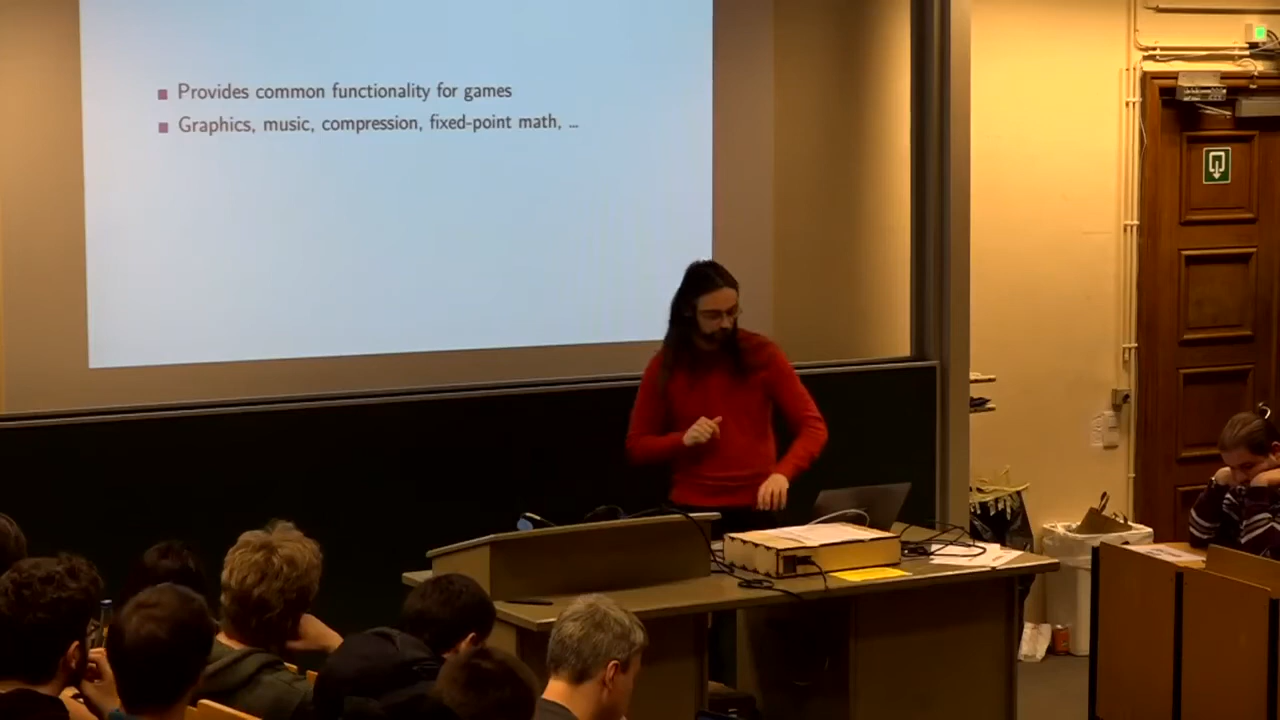 Provides common functionality for games
Graphics, music, compression, fixed-point math, …